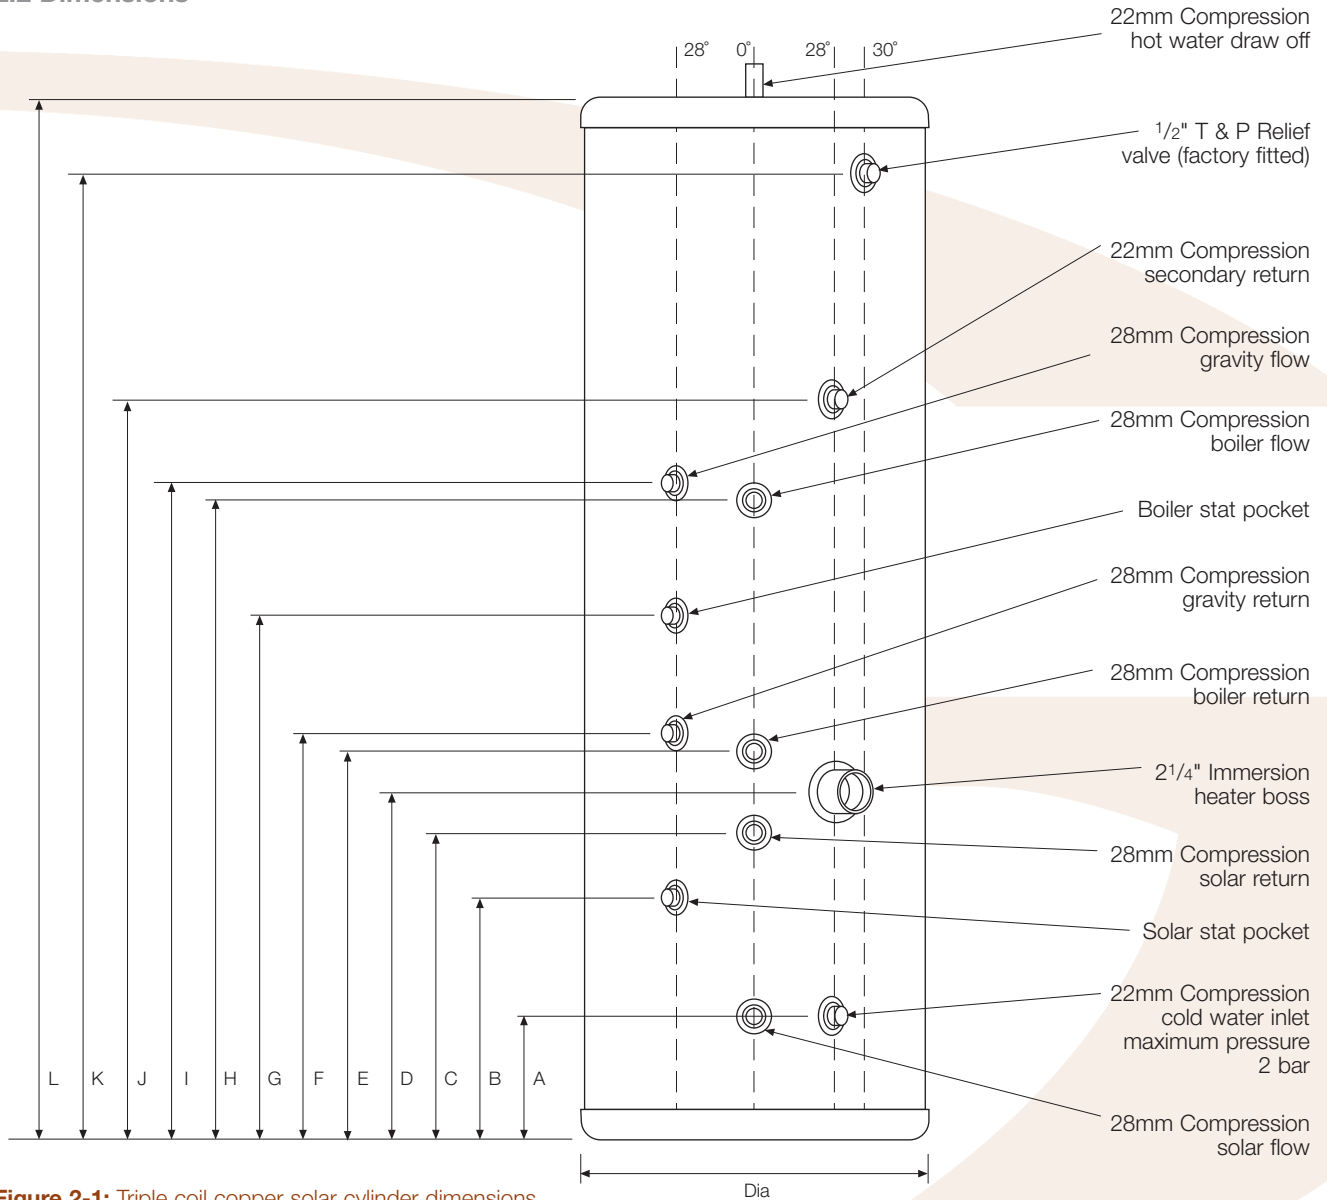 2.2 Dimensions
22mm Compression
hot water draw off
28° 0° 28° 30°
1/2" T & P Relief
valve (factory fitted)
22mm Compression
secondary return
28mm Compression
gravity flow
28mm Compression
boiler flow
Boiler stat pocket
28mm Compression
gravity return
28mm Compression
boiler return
21/4" Immersion
heater boss
28mm Compression
solar return
Solar stat pocket
22mm Compression
cold water inlet
maximum pressure
2 bar
L K J I H G F E D C B A
28mm Compression
solar flow
Dia
Figure 2-1: Triple coil copper solar cylinder dimensions